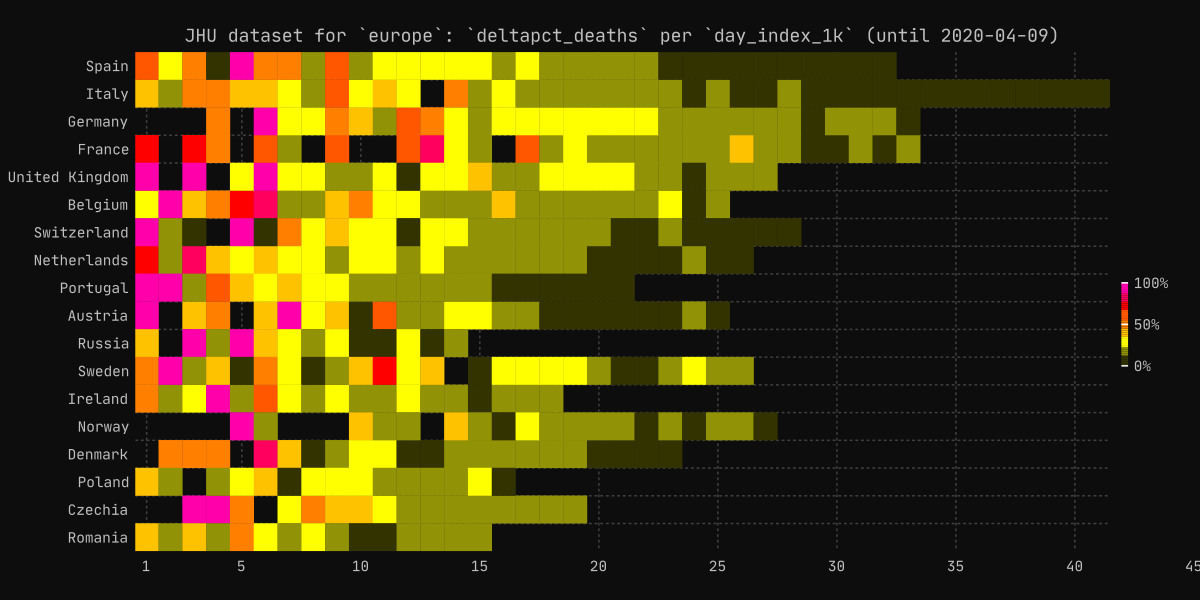 JHU dataset for `europe`: `deltapct_deaths` per `day_index_1k` (until 2020-04-09)
Spain
Italy
Germany
France
United Kingdom
Belgium
Switzerland
Netherlands
Portugal
Austria
Russia
Sweden
Ireland
Norway
Denmark
Poland
Czechia
Romania
100%
50%
0%
1 5 10 15 20 25 30 35 40 45